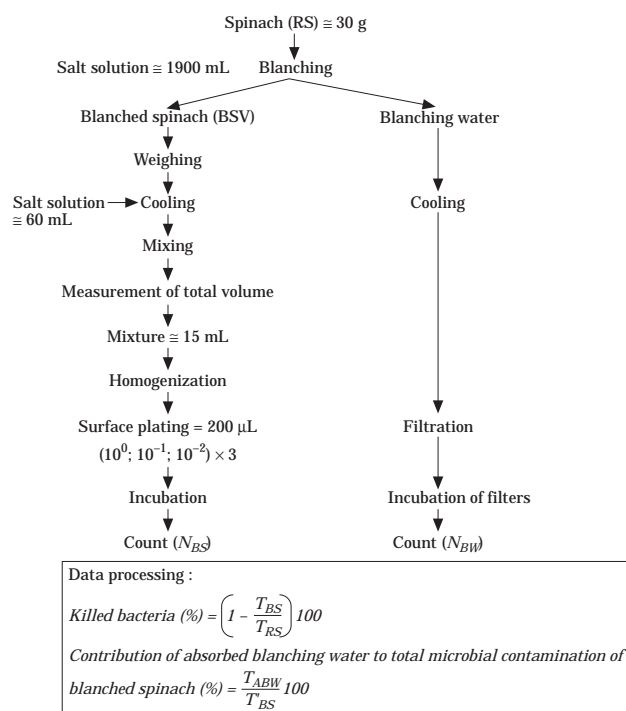 Spinach (RS) ≅ 30 g
Salt solution ≅ 1900 mL
Blanching
Blanched spinach (BSV)
Blanching water
Weighing
Salt solution
≅ 60 mL
Cooling
Cooling
Mixing
Measurement of total volume
Mixture ≅ 15 mL
Homogenization
Surface plating = 200 μL
(10⁰; 10⁻¹; 10⁻²) × 3
Filtration
Incubation
Incubation of filters
Count (N_BS)
Count (N_BW)
Data processing :
Killed bacteria (%) = (1 − T_BS/T_RS) 100
Contribution of absorbed blanching water to total microbial contamination of
blanched spinach (%) = T_ABW/T'_BS 100